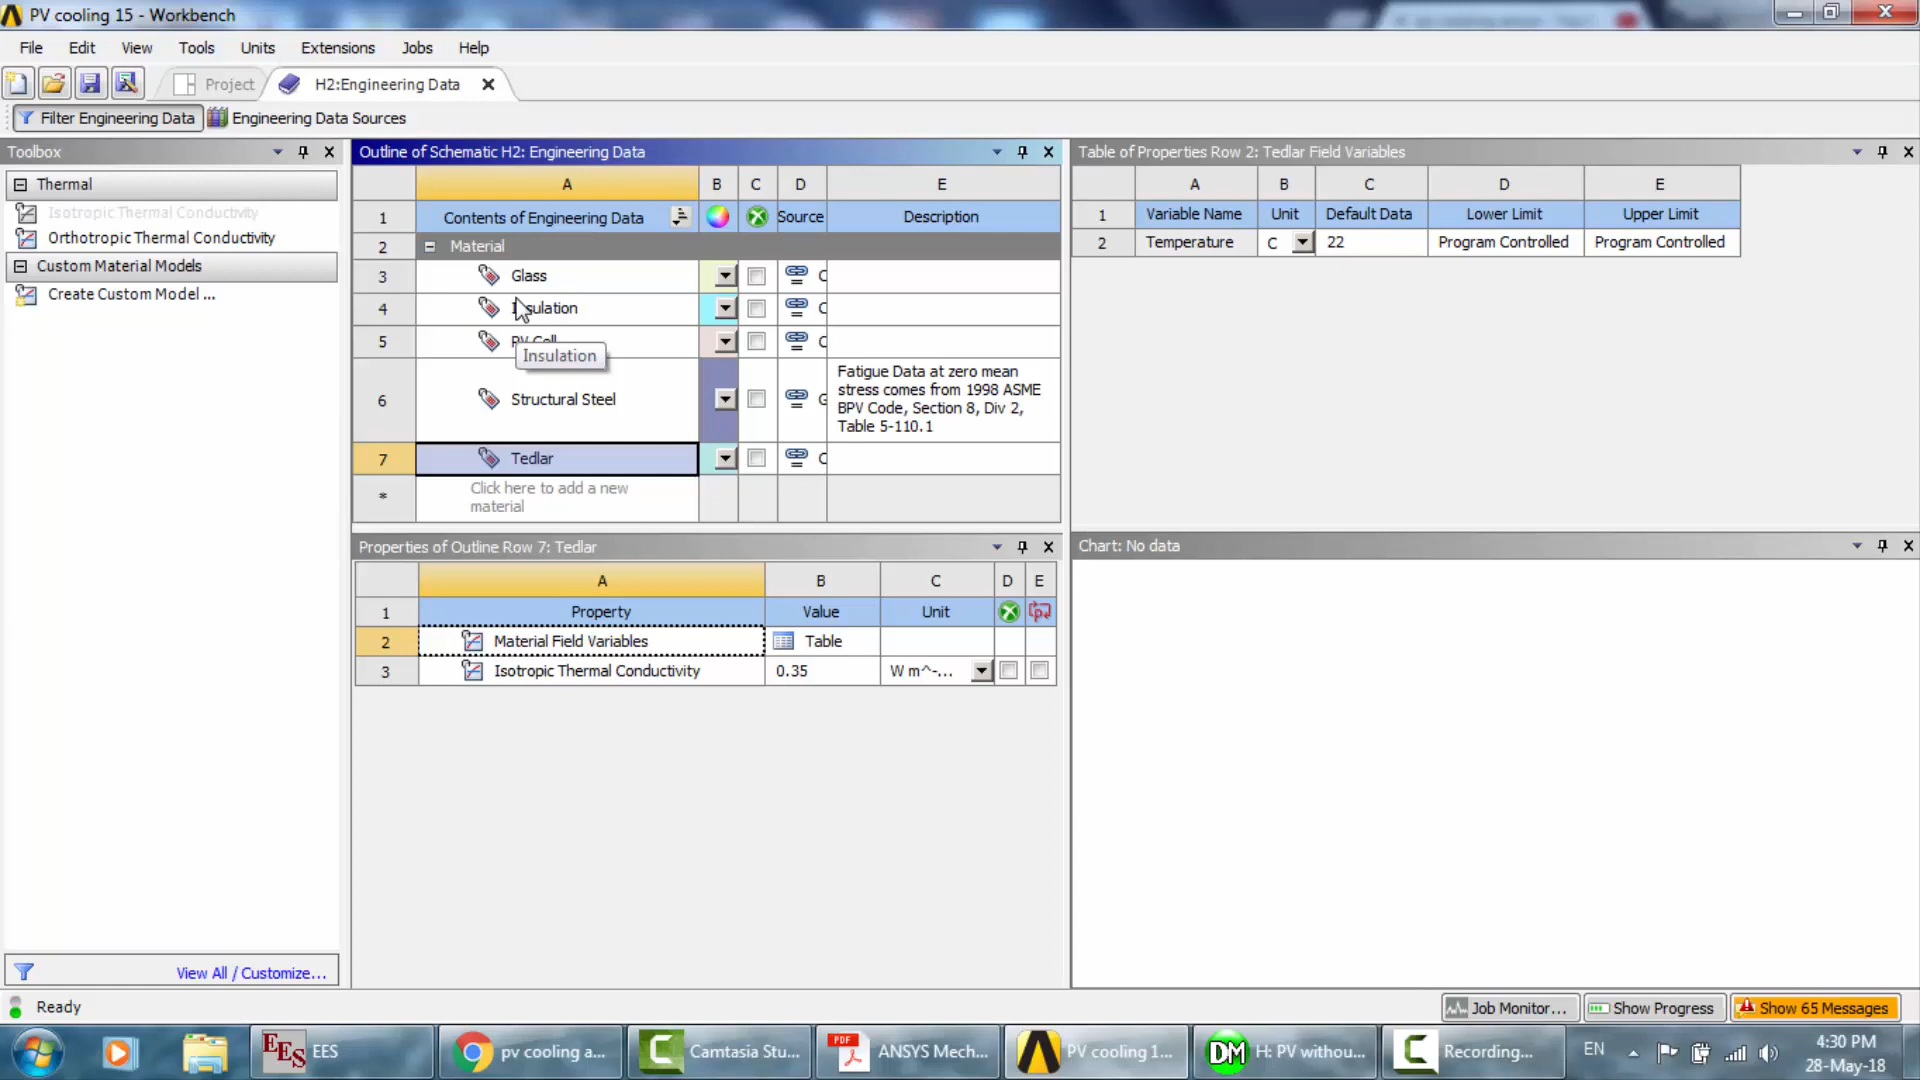 PV cooling 15 - Workbench
File Edit View Tools Units Extensions Jobs Help
Project H2:Engineering Data
Filter Engineering Data Engineering Data Sources
Toolbox
Thermal
Isotropic Thermal Conductivity
Orthotropic Thermal Conductivity
Custom Material Models
Create Custom Model ...
View All / Customize...
Outline of Schematic H2: Engineering Data
A B C D E
1 Contents of Engineering Data Source Description
2 Material
3 Glass C
4 Insulation C
5 PV Cell C
Insulation
6 Structural Steel G
Fatigue Data at zero mean
stress comes from 1998 ASME
BPV Code, Section 8, Div 2,
Table 5-110.1
7 Tedlar C
* Click here to add a new
material
Properties of Outline Row 7: Tedlar
A B C D E
1 Property Value Unit
2 Material Field Variables Table
3 Isotropic Thermal Conductivity 0.35 W m^-...
Table of Properties Row 2: Tedlar Field Variables
A B C D E
1 Variable Name Unit Default Data Lower Limit Upper Limit
2 Temperature C 22 Program Controlled Program Controlled
Chart: No data
Ready
Job Monitor... Show Progress Show 65 Messages
EES EES pv cooling a... Camtasia Stu... PDF ANSYS Mech... PV cooling 1... DM H: PV withou... Recording... EN
4:30 PM
28-May-18